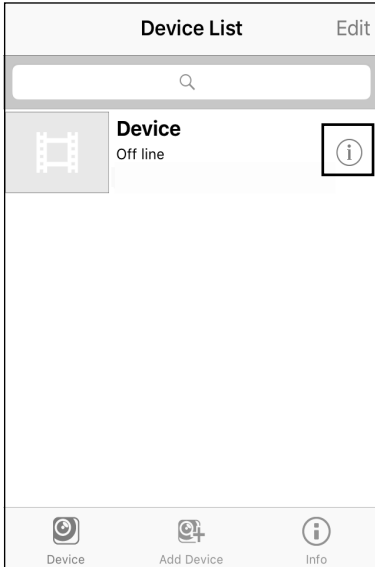 Device List
Edit
Device
Off line
Device
Add Device
Info